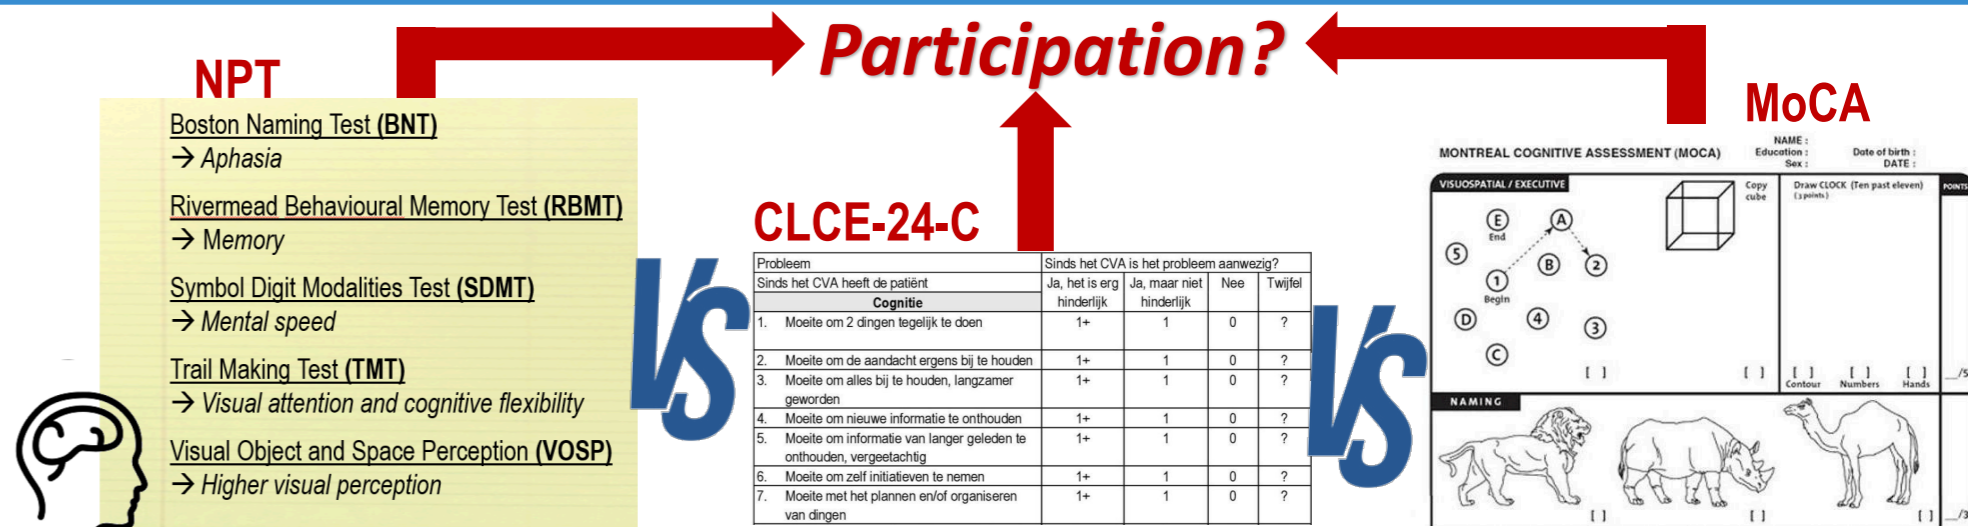 Participation?
NPT
Boston Naming Test (BNT)
→ Aphasia
Rivermead Behavioural Memory Test (RBMT)
→ Memory
Symbol Digit Modalities Test (SDMT)
→ Mental speed
Trail Making Test (TMT)
→ Visual attention and cognitive flexibility
Visual Object and Space Perception (VOSP)
→ Higher visual perception
VS
CLCE-24-C
Probleem Sinds het CVA is het probleem aanwezig?
Sinds het CVA heeft de patiënt Ja, het is erg Ja, maar niet Nee Twijfel
Cognitie hinderlijk hinderlijk
1. Moeite om 2 dingen tegelijk te doen 1+ 1 0 ?
2. Moeite om de aandacht ergens bij te houden 1+ 1 0 ?
3. Moeite om alles bij te houden, langzamer 1+ 1 0 ?
geworden
4. Moeite om nieuwe informatie te onthouden 1+ 1 0 ?
5. Moeite om informatie van langer geleden te 1+ 1 0 ?
onthouden, vergeetachtig
6. Moeite om zelf initiatieven te nemen 1+ 1 0 ?
7. Moeite met het plannen en/of organiseren 1+ 1 0 ?
van dingen
VS
MoCA
NAME :
MONTREAL COGNITIVE ASSESSMENT (MOCA) Education : Date of birth :
Sex : DATE :
VISUOSPATIAL / EXECUTIVE Copy Draw CLOCK (Ten past eleven) POINTS
cube (3 points)
E A
End
5 B 2
1
Begin
D 4 3
C
[ ] [ ] [ ] [ ] [ ] __/5
Contour Numbers Hands
NAMING
[ ] [ ] [ ] __/3